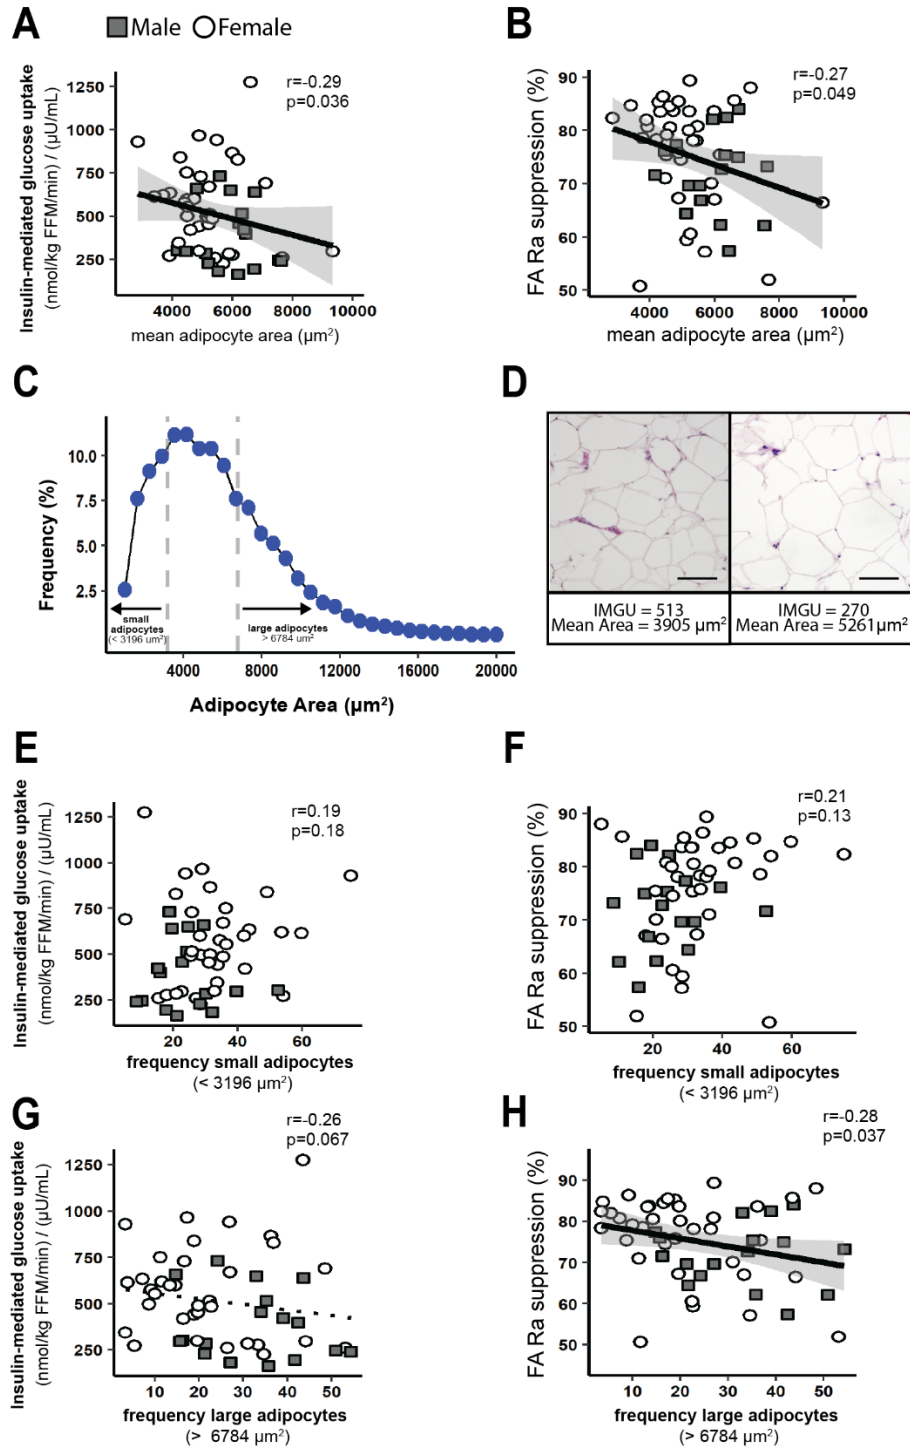 A
Male Female
Insulin-mediated glucose uptake
(nmol/kg FFM/min) / (µU/mL)
1250
1000
750
500
250
r=-0.29
p=0.036
4000 6000 8000 10000
mean adipocyte area (µm²)
B
FA Ra suppression (%)
90
80
70
60
50
r=-0.27
p=0.049
4000 6000 8000 10000
mean adipocyte area (µm²)
C
Frequency (%)
10.0
7.5
5.0
2.5
small
adipocytes
(< 3196 um²)
large adipocytes
> 6784 um²
4000 8000 12000 16000 20000
Adipocyte Area (µm²)
D
IMGU = 513
Mean Area = 3905 µm²
IMGU = 270
Mean Area = 5261µm²
E
Insulin-mediated glucose uptake
(nmol/kg FFM/min) / (µU/mL)
1250
1000
750
500
250
r=0.19
p=0.18
20 40 60
frequency small adipocytes
(< 3196 µm²)
F
FA Ra suppression (%)
90
80
70
60
50
r=0.21
p=0.13
20 40 60
frequency small adipocytes
(< 3196 µm²)
G
Insulin-mediated glucose uptake
(nmol/kg FFM/min) / (µU/mL)
1250
1000
750
500
250
r=-0.26
p=0.067
10 20 30 40 50
frequency large adipocytes
(> 6784 µm²)
H
FA Ra suppression (%)
90
80
70
60
50
r=-0.28
p=0.037
10 20 30 40 50
frequency large adipocytes
(> 6784 µm²)